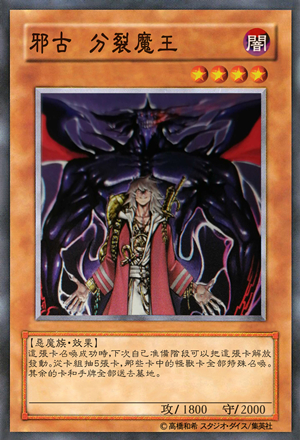 邪古 分裂魔王
闇
【惡魔族·效果】
這張卡召喚成功時,下次自己準備階段可以把這張卡解放
發動。從卡組抽5張卡,那些卡中的怪獸卡全部特殊召喚。
其余的卡和手牌全部送去墓地。
攻/1800 守/2000
©高橋和希 スタジオ・ダイス/集英社